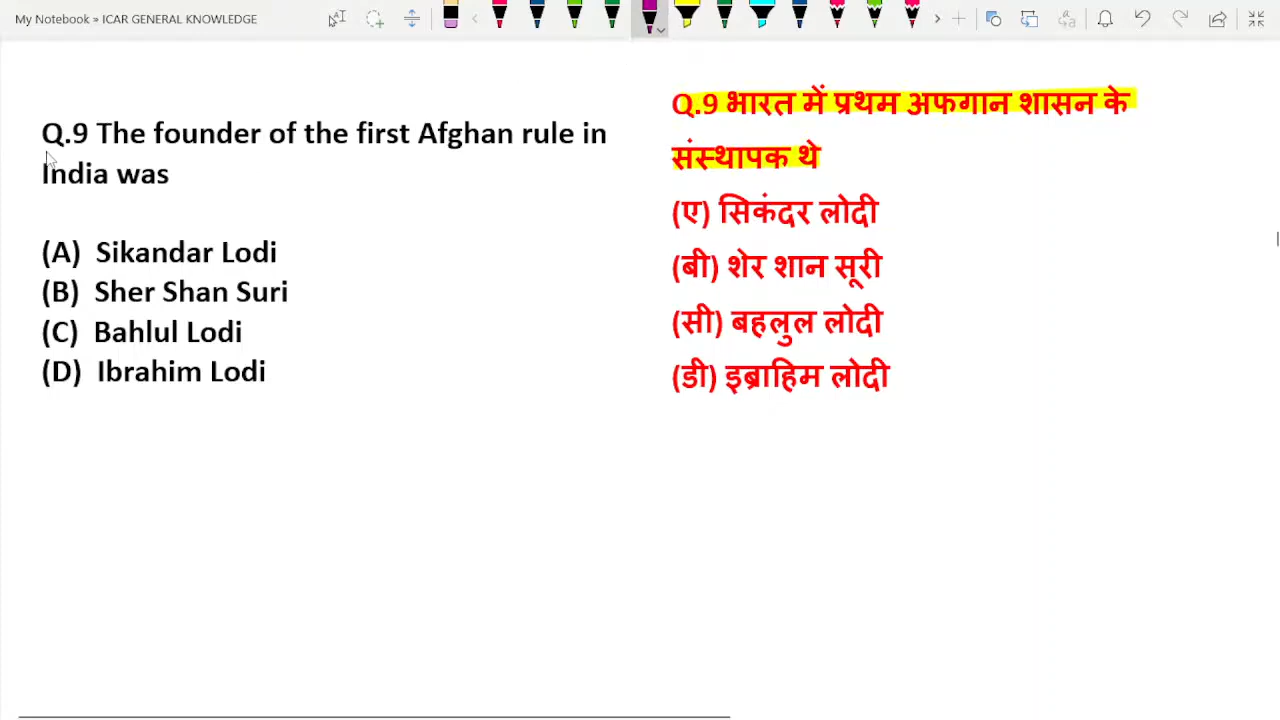 My Notebook » ICAR GENERAL KNOWLEDGE
Q.9 The founder of the first Afghan rule in
India was
(A) Sikandar Lodi
(B) Sher Shan Suri
(C) Bahlul Lodi
(D) Ibrahim Lodi
Q.9 भारत में प्रथम अफगान शासन के
संस्थापक थे
(ए) सिकंदर लोदी
(बी) शेर शान सूरी
(सी) बहलुल लोदी
(डी) इब्राहिम लोदी